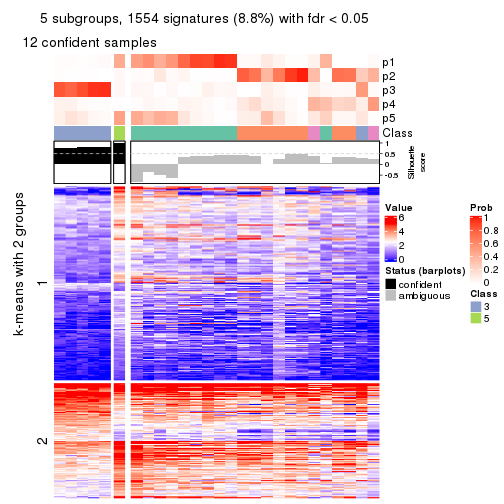 5 subgroups, 1554 signatures (8.8%) with fdr < 0.05
12 confident samples
p1
p2
p3
p4
p5
Class
1
0.5
0
-0.5
Silhouette
score
k-means with 2 groups
1
2
Value
6
4
2
0
Status (barplots)
confident
ambiguous
Prob
1
0.8
0.6
0.4
0.2
0
Class
3
5